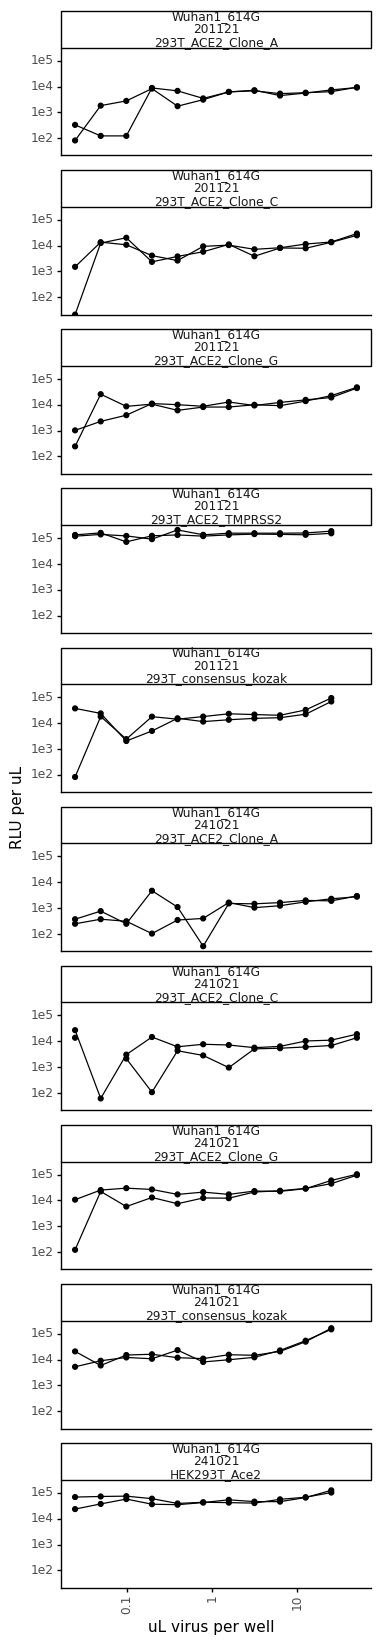 Wuhan1_614G
201121
293T_ACE2_Clone_A
1e5
1e4
1e3
1e2
Wuhan1_614G
201121
293T_ACE2_Clone_C
1e5
1e4
1e3
1e2
Wuhan1_614G
201121
293T_ACE2_Clone_G
1e5
1e4
1e3
1e2
Wuhan1_614G
201121
293T_ACE2_TMPRSS2
1e5
1e4
1e3
1e2
Wuhan1_614G
201121
293T_consensus_kozak
1e5
1e4
1e3
1e2
RLU per uL
Wuhan1_614G
241021
293T_ACE2_Clone_A
1e5
1e4
1e3
1e2
Wuhan1_614G
241021
293T_ACE2_Clone_C
1e5
1e4
1e3
1e2
Wuhan1_614G
241021
293T_ACE2_Clone_G
1e5
1e4
1e3
1e2
Wuhan1_614G
241021
293T_consensus_kozak
1e5
1e4
1e3
1e2
Wuhan1_614G
241021
HEK293T_Ace2
1e5
1e4
1e3
1e2
0.1
1
10
uL virus per well